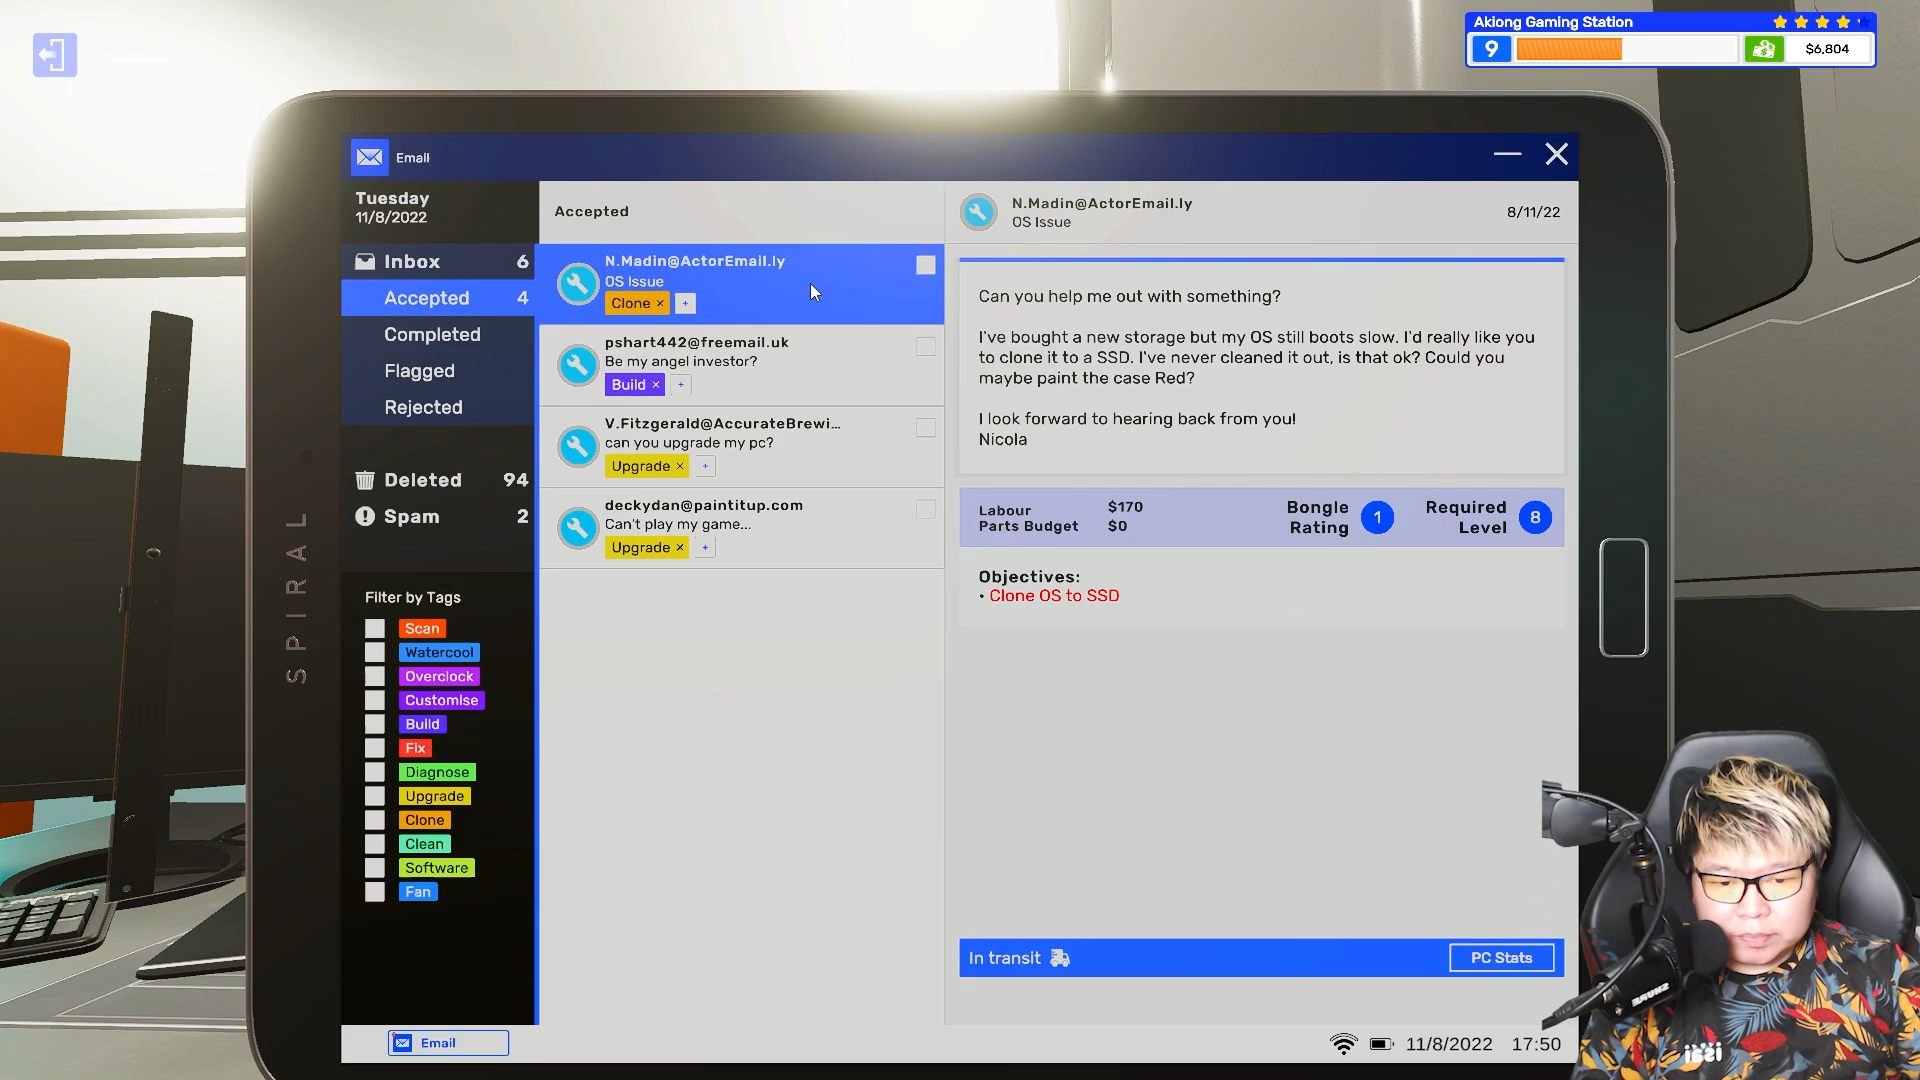 Akiong Gaming Station
9
$6,804
Email
Tuesday
11/8/2022
Inbox 6
Accepted 4
Completed
Flagged
Rejected
Deleted 94
Spam 2
Filter by Tags
Scan
Watercool
Overclock
Customise
Build
Fix
Diagnose
Upgrade
Clone
Clean
Software
Fan
Accepted
N.Madin@ActorEmail.ly
OS Issue
Clone × +
pshart442@freemail.uk
Be my angel investor?
Build × +
V.Fitzgerald@AccurateBrewi...
can you upgrade my pc?
Upgrade × +
deckydan@paintitup.com
Can't play my game...
Upgrade × +
N.Madin@ActorEmail.ly
OS Issue
8/11/22
Can you help me out with something?
I've bought a new storage but my OS still boots slow. I'd really like you
to clone it to a SSD. I've never cleaned it out, is that ok? Could you
maybe paint the case Red?
I look forward to hearing back from you!
Nicola
Labour $170
Parts Budget $0
Bongle
Rating 1
Required
Level 8
Objectives:
• Clone OS to SSD
In transit
PC Stats
Email
11/8/2022 17:50
SPIRAL
SHURE